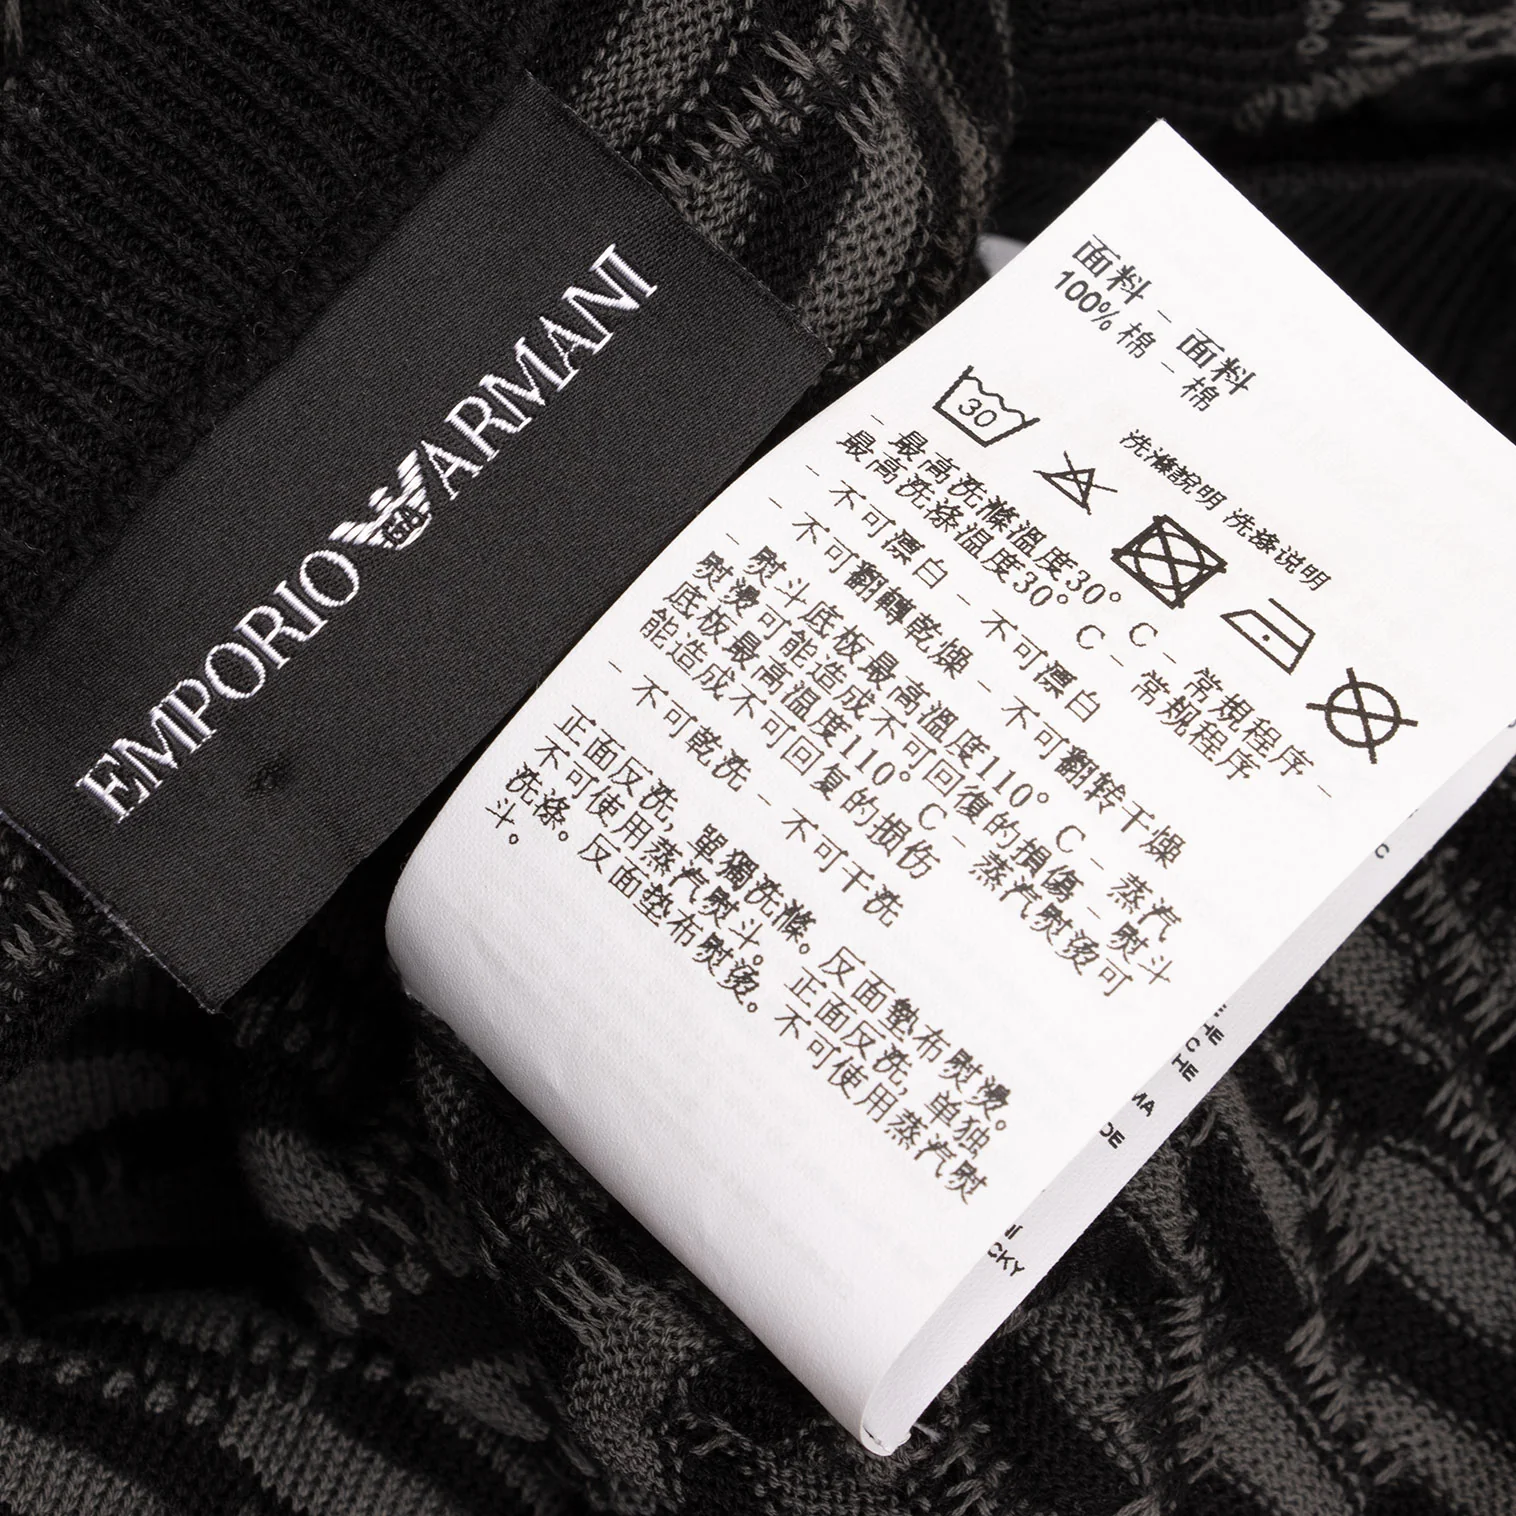 EMPORIO ARMANI
GA
面料 - 面料
100% 棉 - 棉
洗滌說明 洗涤说明
30
- 最高洗滌溫度30° C - 常規程序 -
最高洗涤温度30° C - 常规程序
- 不可漂白 - 不可漂白
- 不可翻轉乾燥 - 不可翻转干燥
- 熨斗底板最高溫度110° C - 蒸汽
熨燙可能造成不可回復的損傷 - 熨斗
底板最高温度110° C - 蒸汽熨烫可
能造成不可回复的损伤
- 不可乾洗 - 不可干洗
正面反洗, 單獨洗滌。反面墊布熨燙。
不可使用蒸汽熨斗。正面反洗, 单独
洗涤。反面垫布熨烫。不可使用蒸汽熨
斗。
C
HE
C HE
MA
DE
CKY